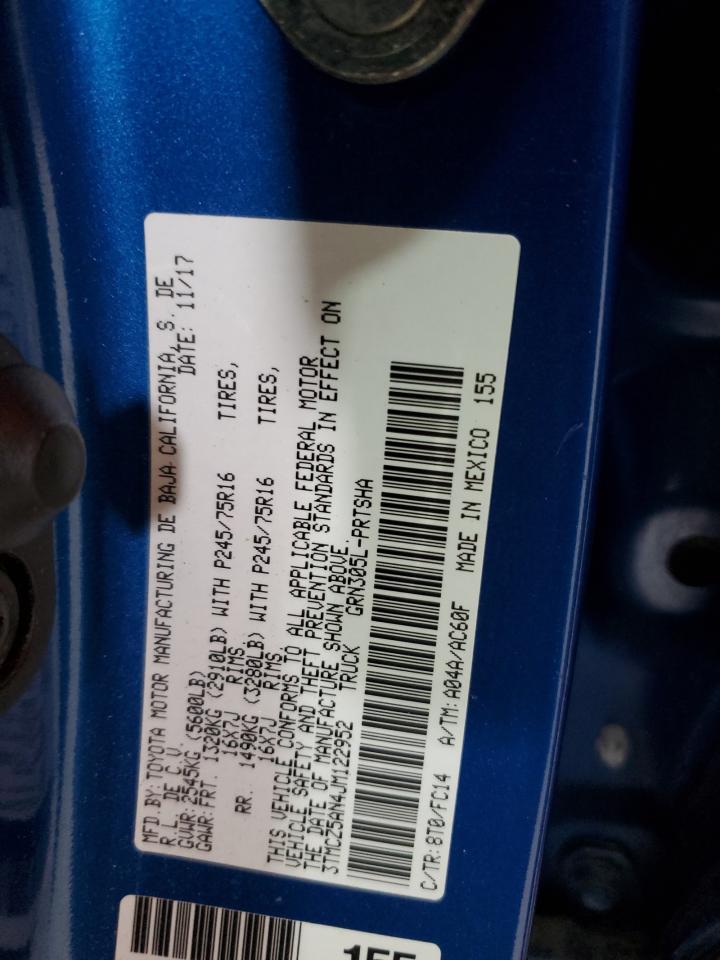 MFD.BY:TOYOTA MOTOR MANUFACTURING DE BAJA CALIFORNIA, S. DE
R.L. DE C.V. DATE: 11/17
GVWR:2545KG (5600LB)
GAWR:FRT. 1320KG (2910LB) WITH P245/75R16 TIRES,
16X7J RIMS
RR. 1490KG (3280LB) WITH P245/75R16 TIRES,
16X7J RIMS.
THIS VEHICLE CONFORMS TO ALL APPLICABLE FEDERAL MOTOR
VEHICLE SAFETY AND THEFT PREVENTION STANDARDS IN EFFECT ON
THE DATE OF MANUFACTURE SHOWN ABOVE.
3TMCZ5AN4JM122952 TRUCK GRN305L-PRTSHA
C/TR:8T0/FC14 A/TM:A04A/AC60F MADE IN MEXICO 155
155